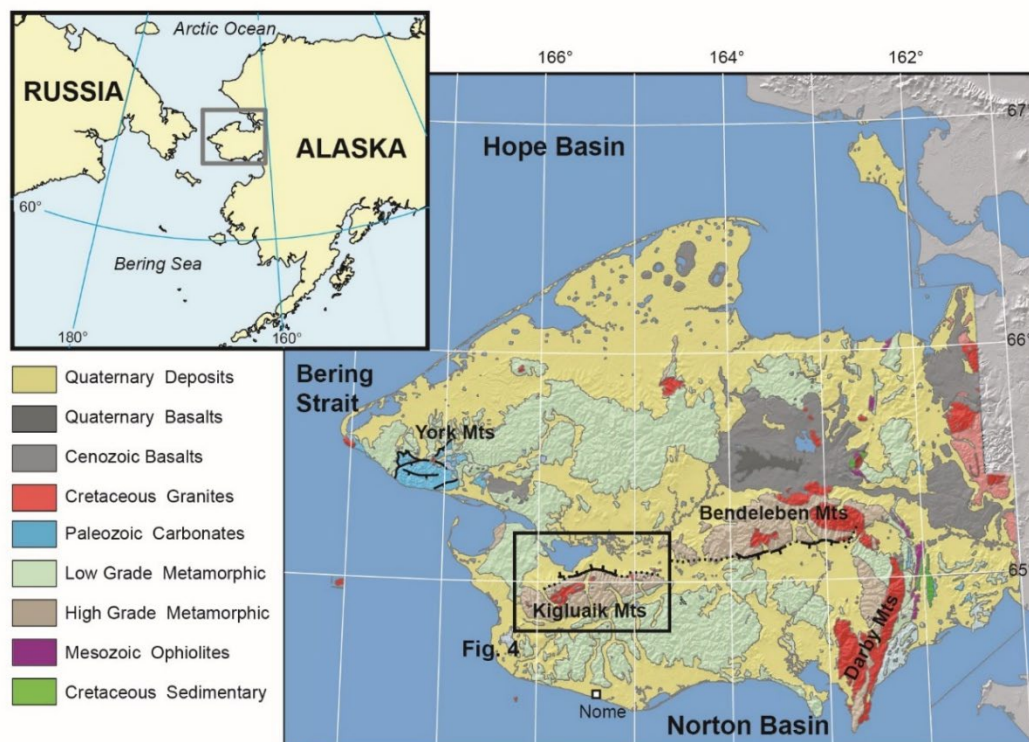 Arctic Ocean
RUSSIA
ALASKA
60°
Bering Sea
180°
160°
166°
164°
162°
67°
Hope Basin
66°
Bering
Strait
York Mts
Bendeleben Mts
65°
Kigluaik Mts
Darby Mts
Fig. 4
Nome
Norton Basin
Quaternary Deposits
Quaternary Basalts
Cenozoic Basalts
Cretaceous Granites
Paleozoic Carbonates
Low Grade Metamorphic
High Grade Metamorphic
Mesozoic Ophiolites
Cretaceous Sedimentary